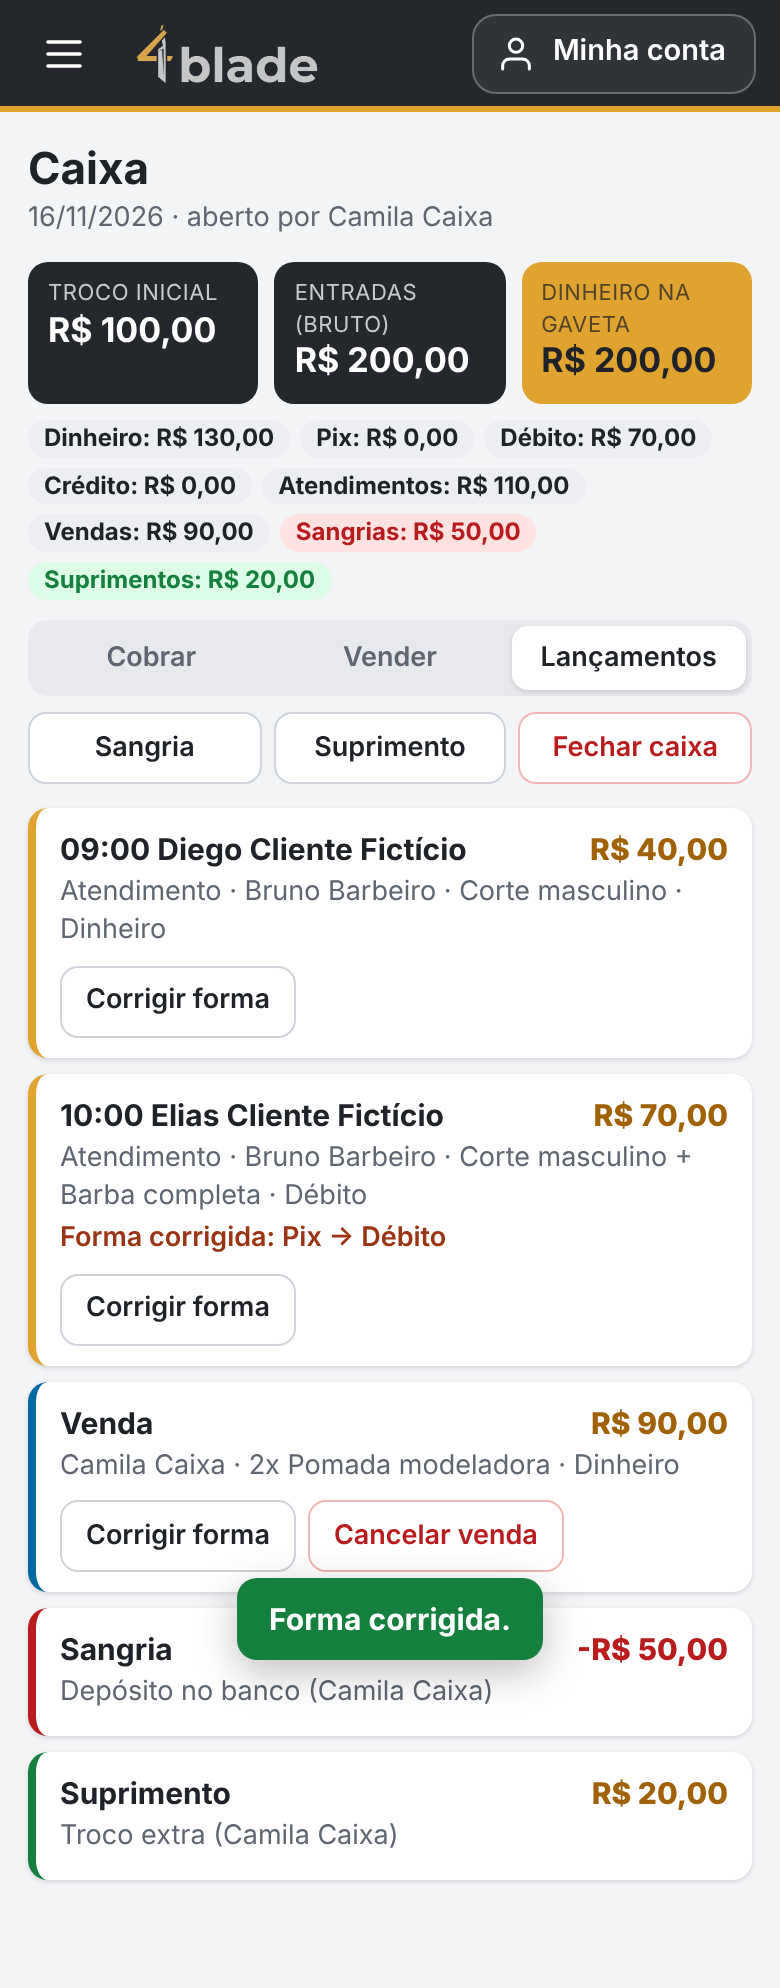 4blade
Minha conta
Caixa
16/11/2026 · aberto por Camila Caixa
TROCO INICIAL
R$ 100,00
ENTRADAS
(BRUTO)
R$ 200,00
DINHEIRO NA
GAVETA
R$ 200,00
Dinheiro: R$ 130,00
Pix: R$ 0,00
Débito: R$ 70,00
Crédito: R$ 0,00
Atendimentos: R$ 110,00
Vendas: R$ 90,00
Sangrias: R$ 50,00
Suprimentos: R$ 20,00
Cobrar
Vender
Lançamentos
Sangria
Suprimento
Fechar caixa
09:00 Diego Cliente Fictício
R$ 40,00
Atendimento · Bruno Barbeiro · Corte masculino ·
Dinheiro
Corrigir forma
10:00 Elias Cliente Fictício
R$ 70,00
Atendimento · Bruno Barbeiro · Corte masculino +
Barba completa · Débito
Forma corrigida: Pix → Débito
Corrigir forma
Venda
R$ 90,00
Camila Caixa · 2x Pomada modeladora · Dinheiro
Corrigir forma
Cancelar venda
Forma corrigida.
Sangria
-R$ 50,00
Depósito no banco (Camila Caixa)
Suprimento
R$ 20,00
Troco extra (Camila Caixa)